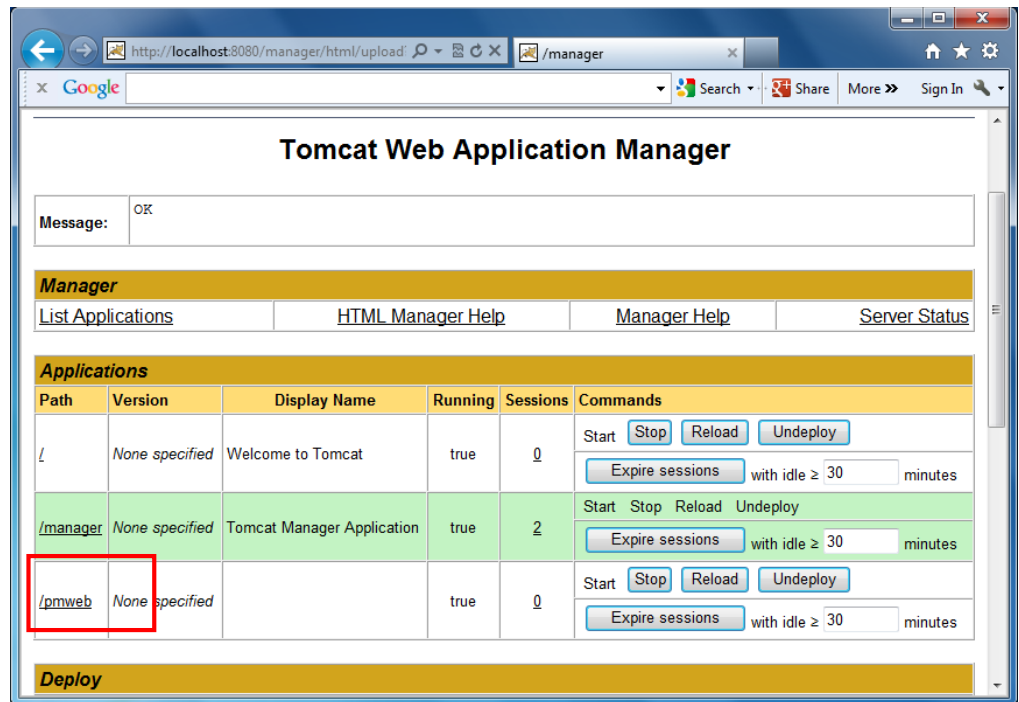 http://localhost:8080/manager/html/upload
/manager
x Google
Search
Share
More »
Sign In
Tomcat Web Application Manager
Message: OK
Manager
List Applications HTML Manager Help Manager Help Server Status
Applications
Path Version Display Name Running Sessions Commands
Start Stop Reload Undeploy
/ None specified Welcome to Tomcat true 0
Expire sessions with idle ≥ 30 minutes
Start Stop Reload Undeploy
/manager None specified Tomcat Manager Application true 2
Expire sessions with idle ≥ 30 minutes
Start Stop Reload Undeploy
/pmweb None specified true 0
Expire sessions with idle ≥ 30 minutes
Deploy